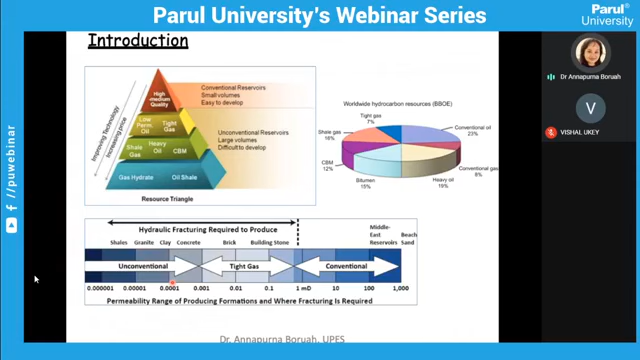 Parul University's Webinar Series
Parul®
University
Introduction
High-
medium
Quality
Low
Perm.
Oil
Tight
Gas
Shale
Gas
Heavy
Oil
CBM
Gas Hydrate
Oil Shale
Improving Technology
Increasing price
Conventional Reservoirs
Small volumes
Easy to develop
Unconventional Reservoirs
Large volumes
Difficult to develop
Resource Triangle
Worldwide hydrocarbon resources (BBOE)
Tight gas
7%
Conventional oil
23%
Shale gas
16%
CBM
12%
Conventional gas
8%
Bitumen
15%
Heavy oil
19%
Hydraulic Fracturing Required to Produce
Middle-
East
Reservoirs
Beach
Sand
Shales Granite Clay Concrete Brick Building Stone
Unconventional Tight Gas Conventional
0.000001 0.00001 0.0001 0.001 0.01 0.1 1 mD 10 100 1,000
Permeability Range of Producing Formations and Where Fracturing is Required
Dr. Annapurna Boruah, UPES
/puwebinar
Dr Annapurna Boruah
V
VISHAL UKEY